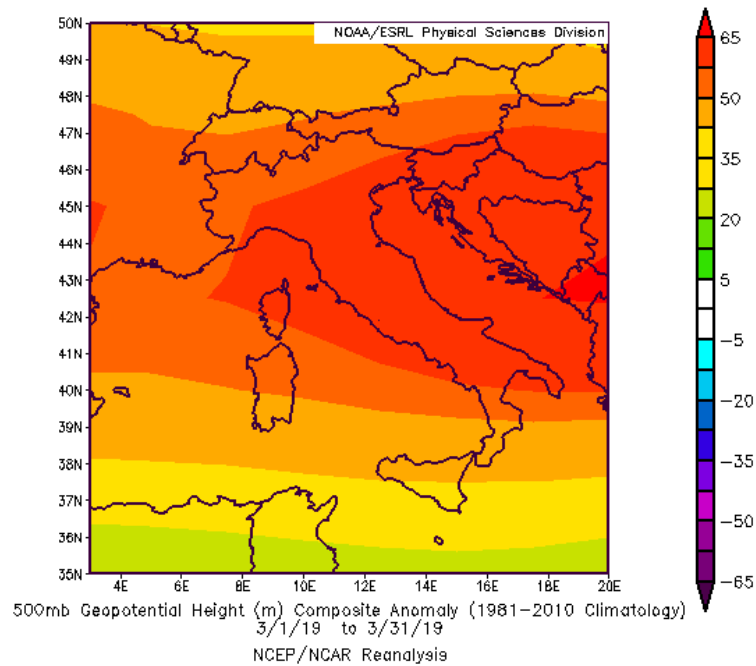 NOAA/ESRL Physical Sciences Division
50N
49N
48N
47N
46N
45N
44N
43N
42N
41N
40N
39N
38N
37N
36N
35N
4E 6E 8E 10E 12E 14E 16E 18E 20E
65
50
35
20
5
-5
-20
-35
-50
-65
500mb Geopotential Height (m) Composite Anomaly (1981-2010 Climatology)
3/1/19 to 3/31/19
NCEP/NCAR Reanalysis